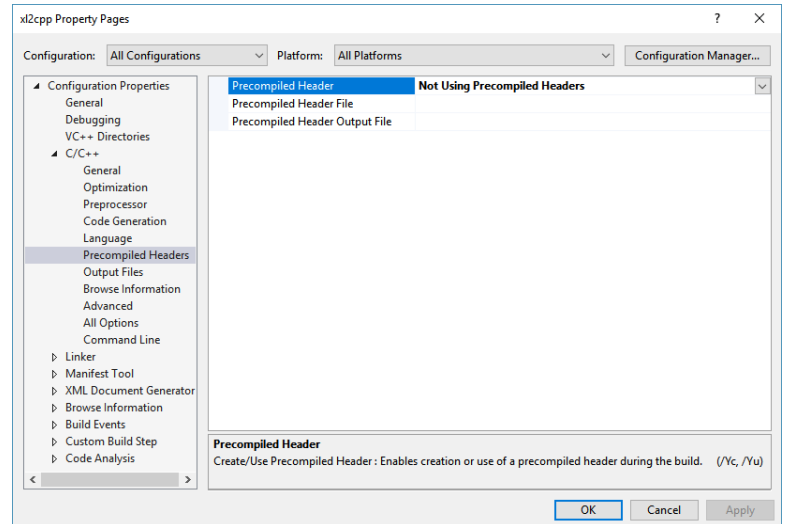 xl2cpp Property Pages
Configuration: All Configurations Platform: All Platforms Configuration Manager...
Configuration Properties
General
Debugging
VC++ Directories
C/C++
General
Optimization
Preprocessor
Code Generation
Language
Precompiled Headers
Output Files
Browse Information
Advanced
All Options
Command Line
Linker
Manifest Tool
XML Document Generator
Browse Information
Build Events
Custom Build Step
Code Analysis
Precompiled Header Not Using Precompiled Headers
Precompiled Header File
Precompiled Header Output File
Precompiled Header
Create/Use Precompiled Header : Enables creation or use of a precompiled header during the build. (/Yc, /Yu)
OK Cancel Apply